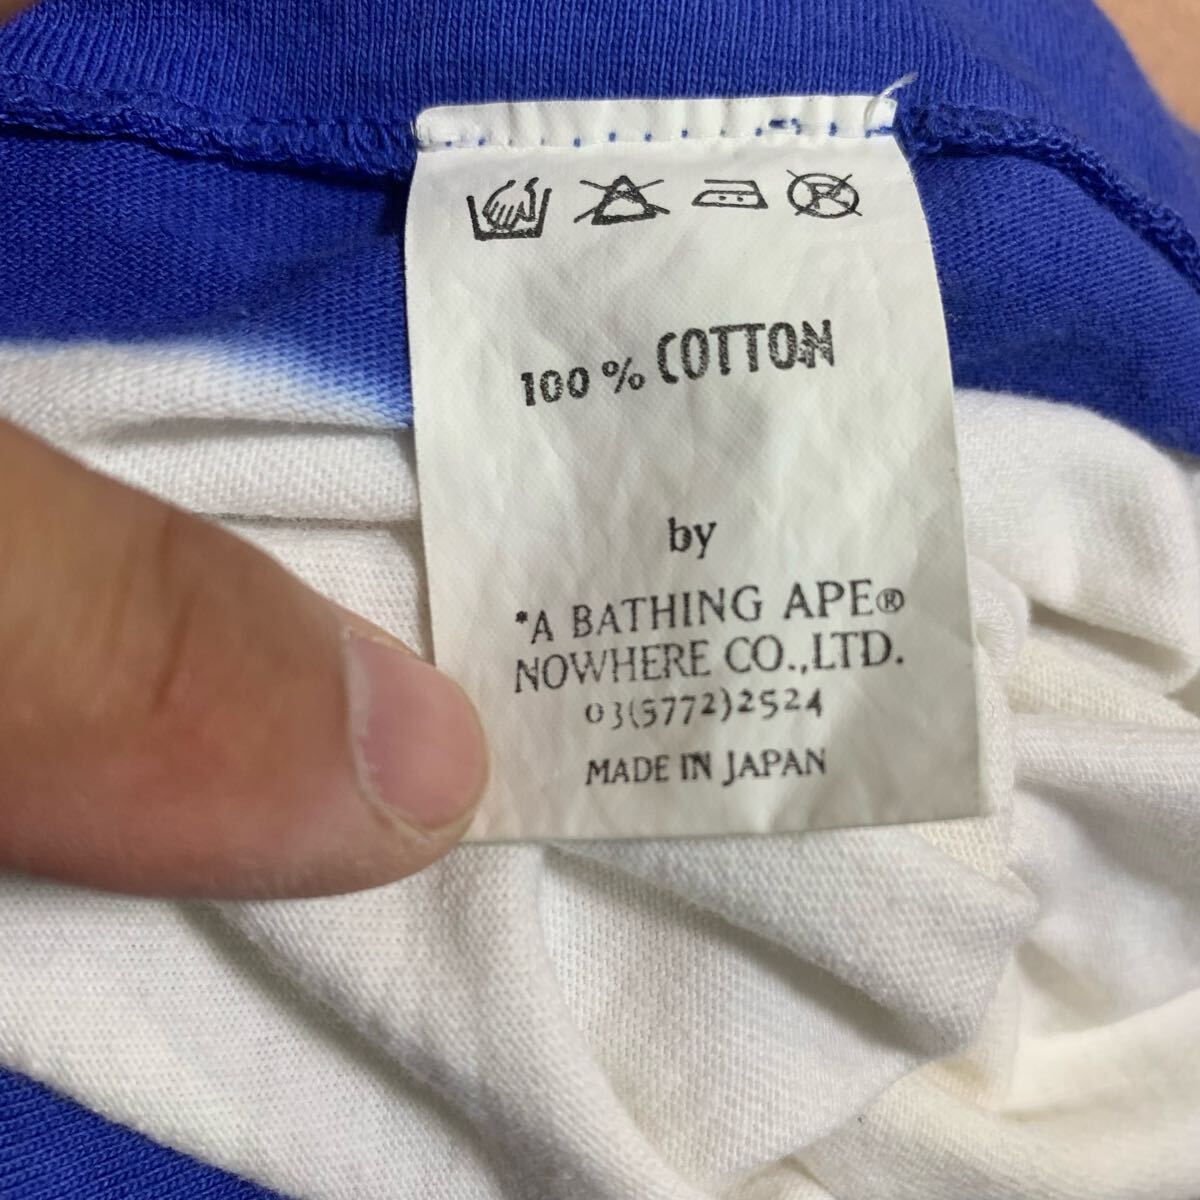 100 % COTTON
by
*A BATHING APE®
NOWHERE CO.,LTD.
03(5772)2524
MADE IN JAPAN